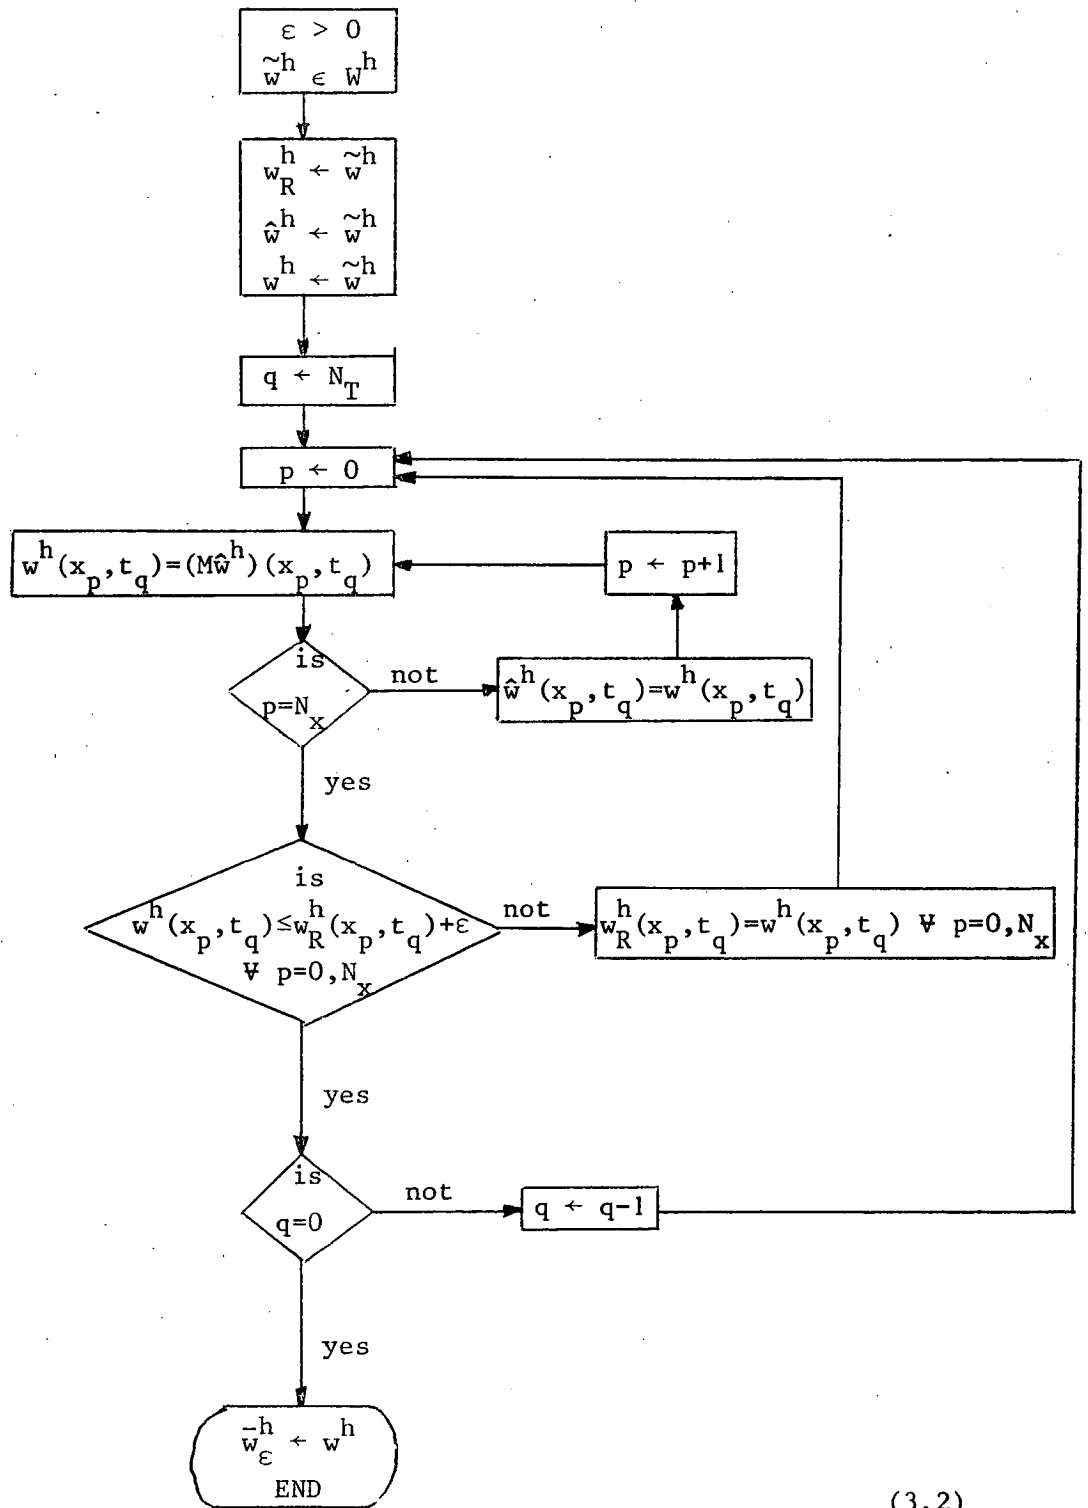 ε > 0
w̃^h ∈ W^h
w_R^h ← w̃^h
ŵ^h ← w̃^h
w^h ← w̃^h
q ← N_T
p ← 0
w^h(x_p,t_q)=(Mŵ^h)(x_p,t_q)
p ← p+1
is
p=N_x
not
ŵ^h(x_p,t_q)=w^h(x_p,t_q)
yes
is
w^h(x_p,t_q)≤w_R^h(x_p,t_q)+ε
∀ p=0,N_x
not
w_R^h(x_p,t_q)=w^h(x_p,t_q) ∀ p=0,N_x
yes
is
q=0
not
q ← q-1
yes
w̄_ε^h ← w^h
END
(3.2)